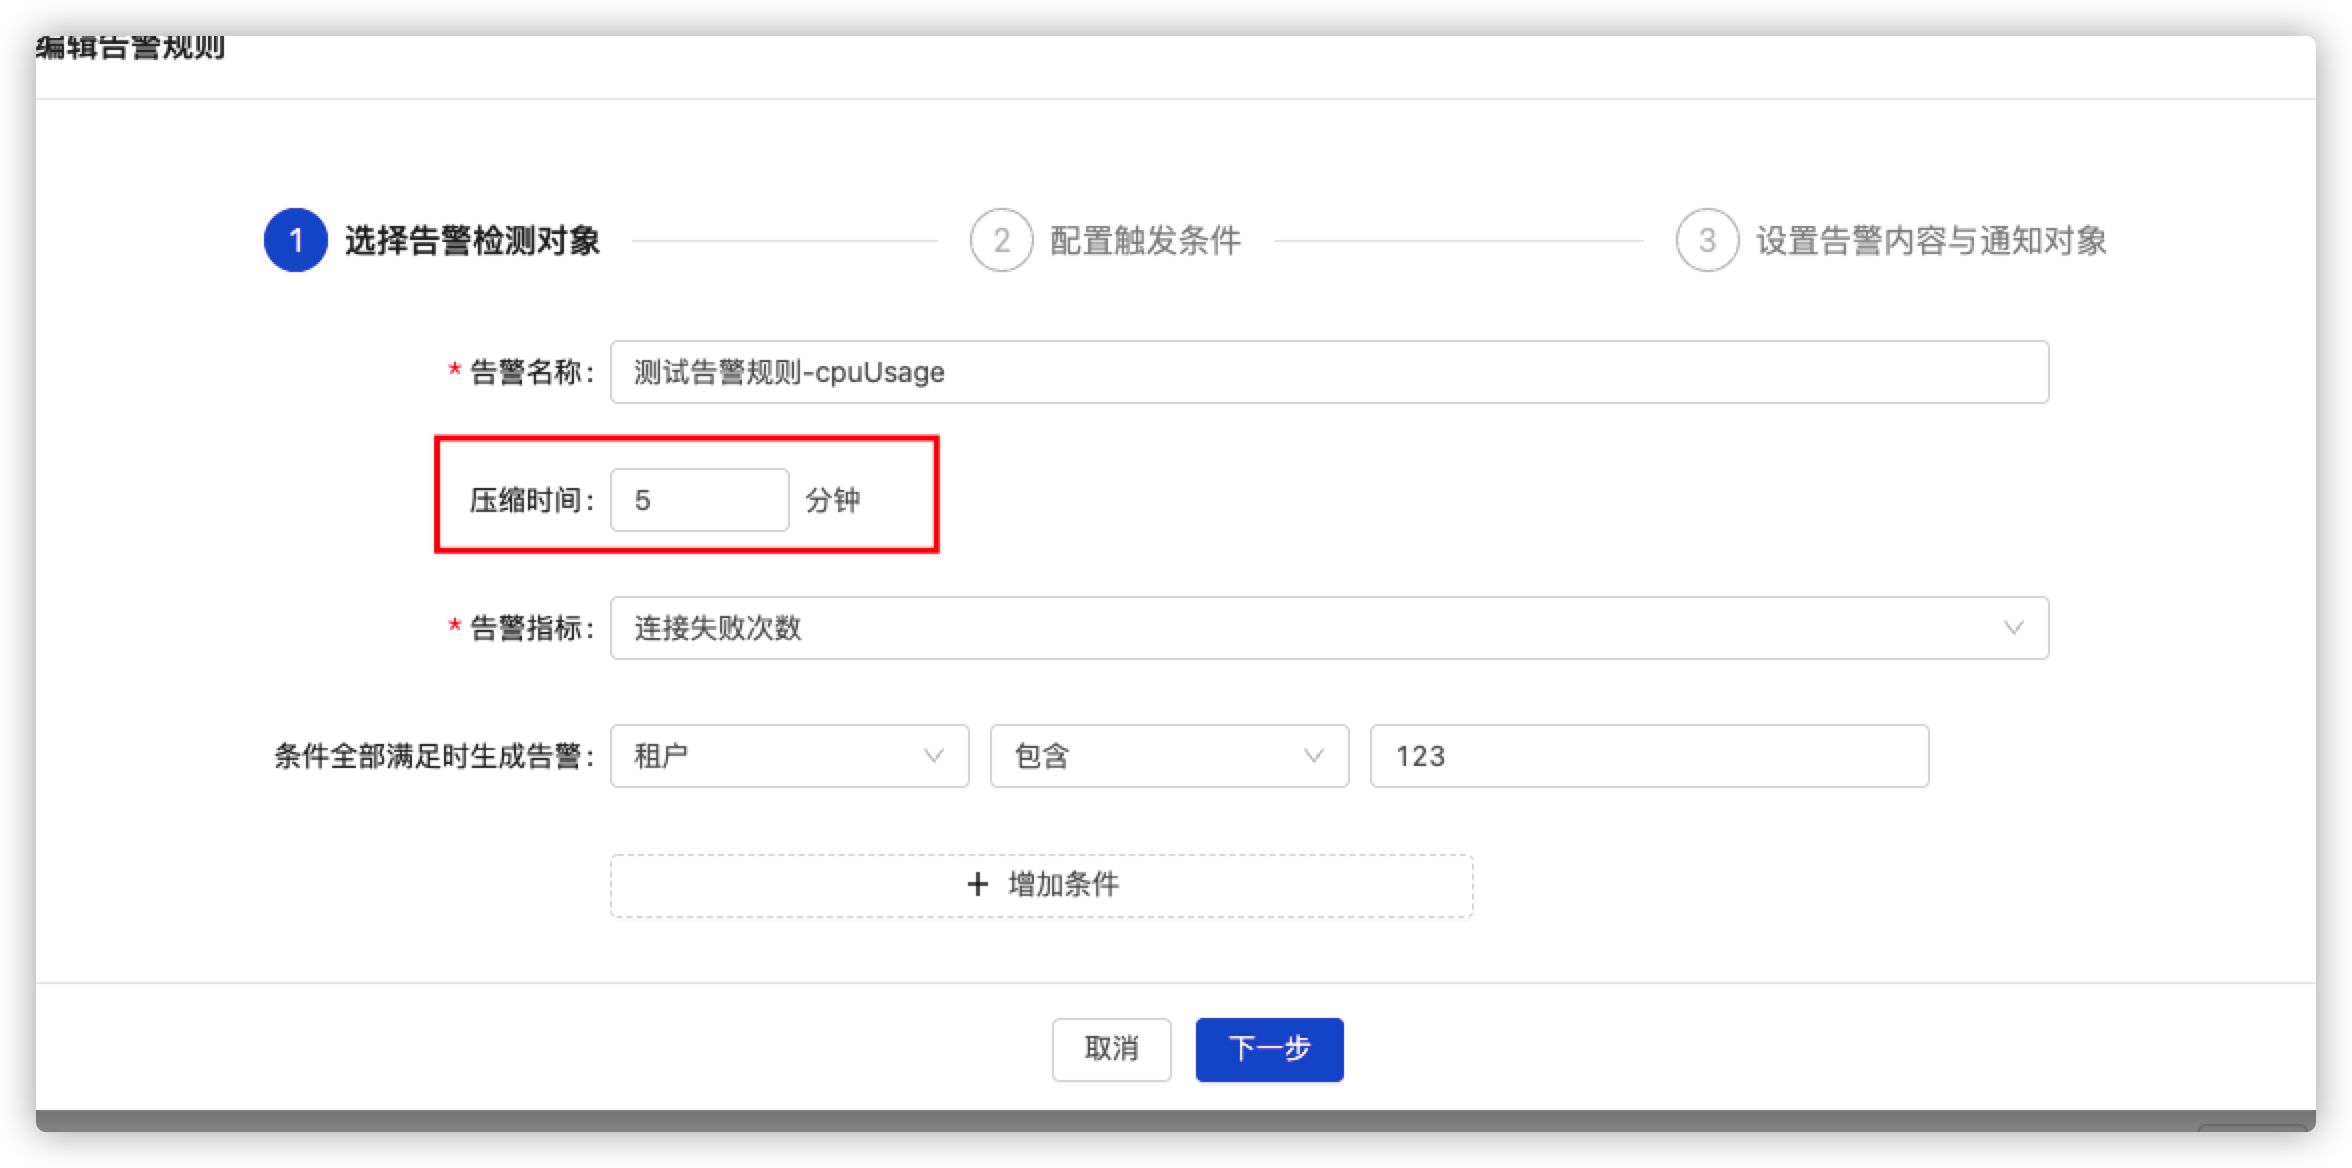 编辑告警规则
1 选择告警检测对象 2 配置触发条件 3 设置告警内容与通知对象
* 告警名称: 测试告警规则-cpuUsage
压缩时间: 5 分钟
* 告警指标: 连接失败次数
条件全部满足时生成告警: 租户 包含 123
+ 增加条件
取消 下一步